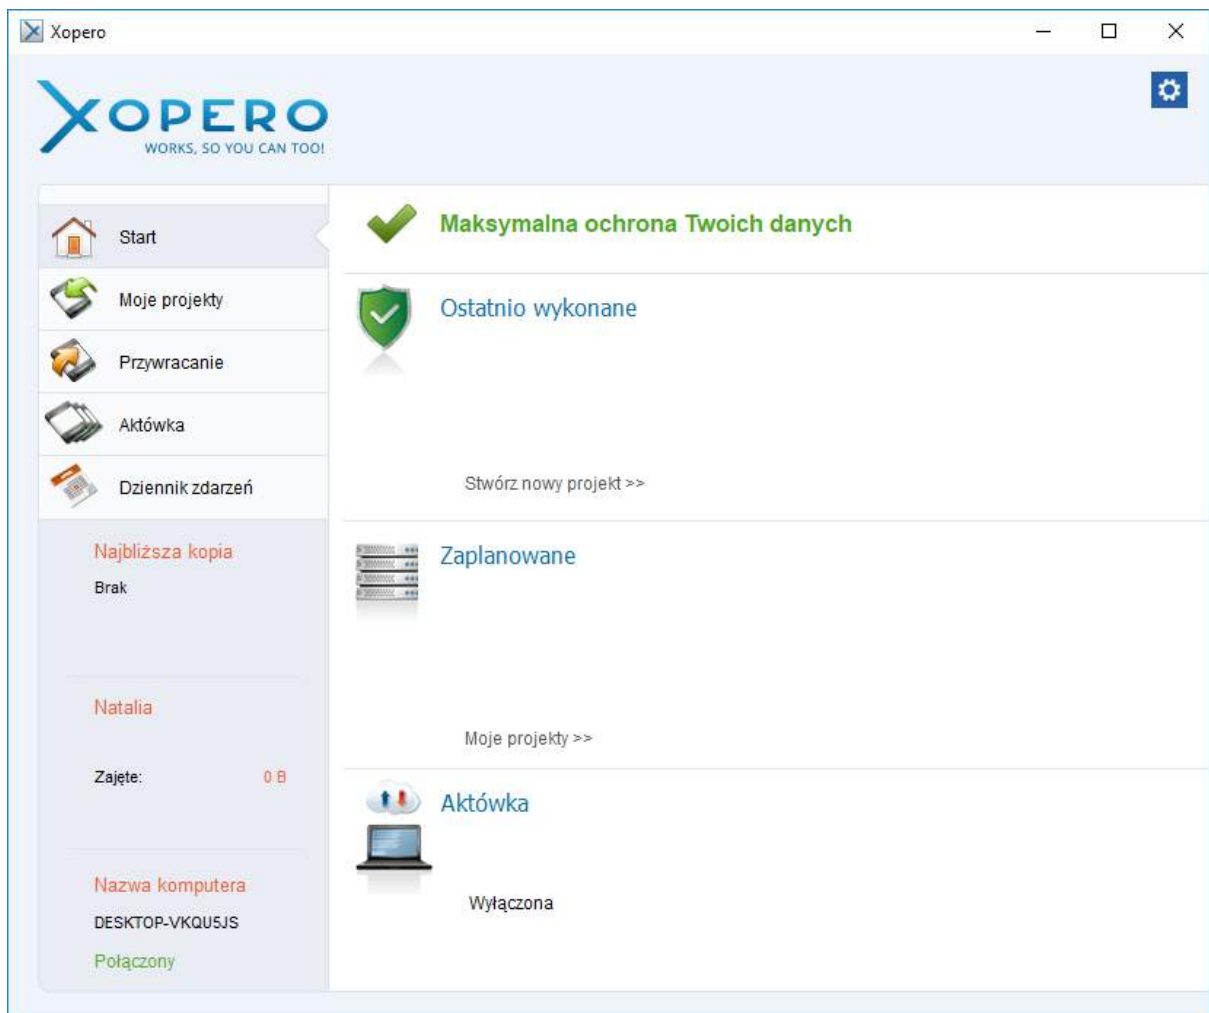 Xopero
XOPERO
WORKS, SO YOU CAN TOO!
Start
Moje projekty
Przywracanie
Aktówka
Dziennik zdarzeń
Najbliższa kopia
Brak
Natalia
Zajęte: 0 B
Nazwa komputera
DESKTOP-VKQU5JS
Połączony
Maksymalna ochrona Twoich danych
Ostatnio wykonane
Stwórz nowy projekt >>
Zaplanowane
Moje projekty >>
Aktówka
Wyłączona